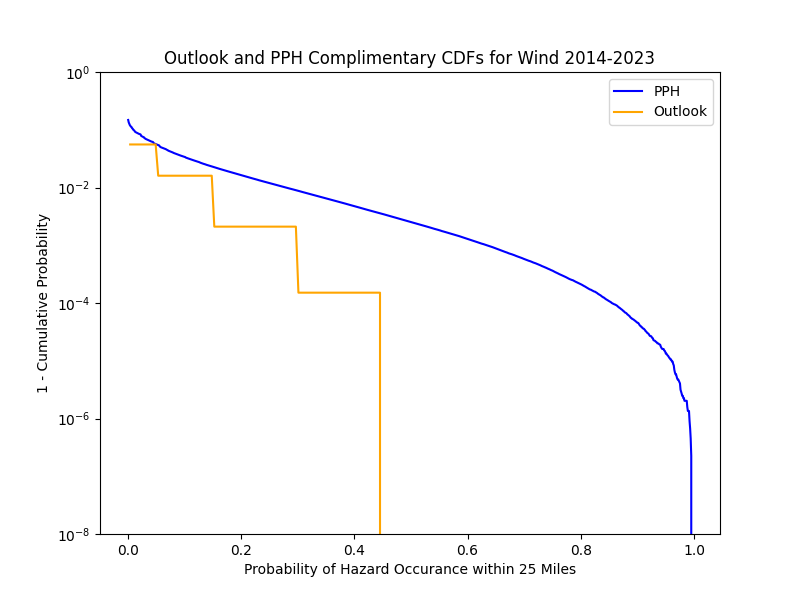 Outlook and PPH Complimentary CDFs for Wind 2014-2023
PPH
Outlook
1 - Cumulative Probability
10⁰
10⁻²
10⁻⁴
10⁻⁶
10⁻⁸
0.0 0.2 0.4 0.6 0.8 1.0
Probability of Hazard Occurance within 25 Miles